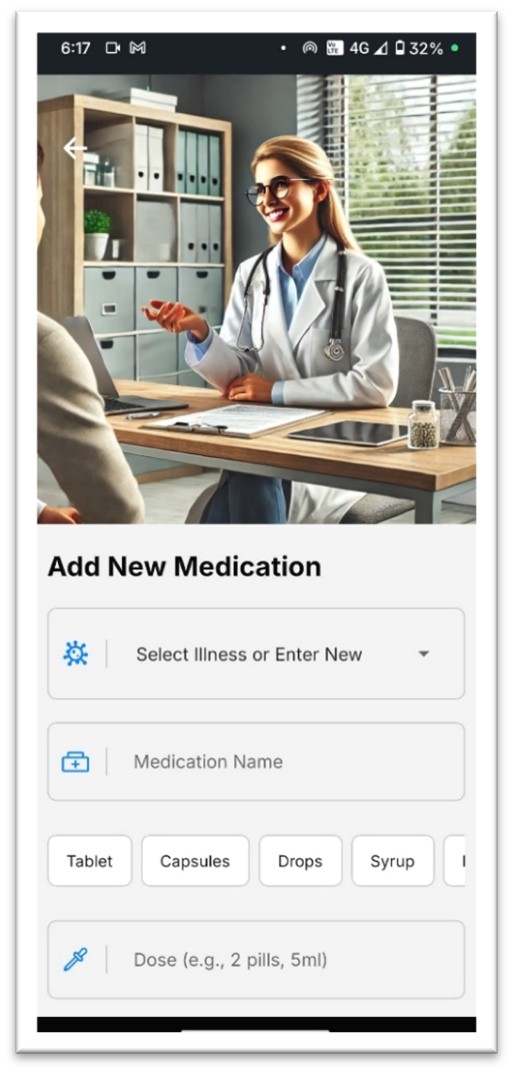 6:17 Vo LTE 4G 32%
Add New Medication
Select Illness or Enter New
Medication Name
Tablet Capsules Drops Syrup
Dose (e.g., 2 pills, 5ml)